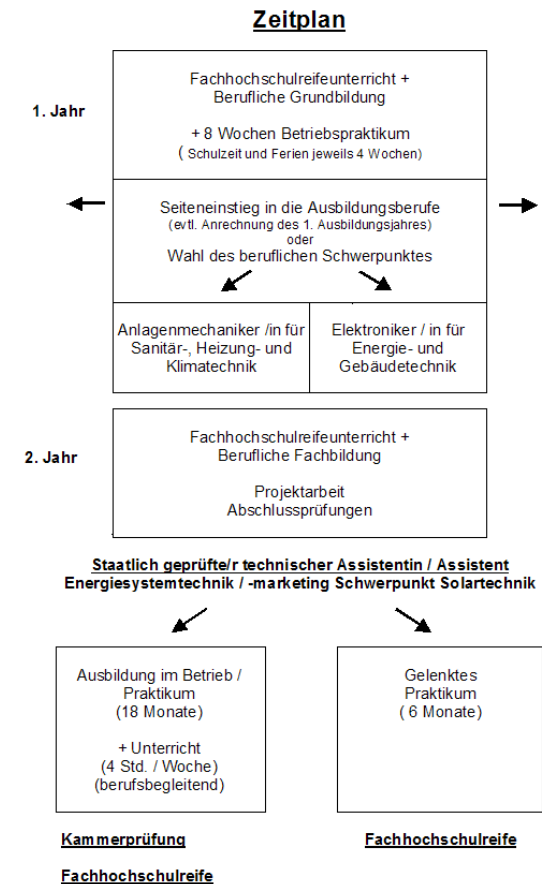 Zeitplan
1. Jahr
Fachhochschulreifeunterricht +
Berufliche Grundbildung
+ 8 Wochen Betriebspraktikum
( Schulzeit und Ferien jeweils 4 Wochen)
Seiteneinstieg in die Ausbildungsberufe
(evtl. Anrechnung des 1. Ausbildungsjahres)
oder
Wahl des beruflichen Schwerpunktes
Anlagenmechaniker /in für
Sanitär-, Heizung- und
Klimatechnik
Elektroniker / in für
Energie- und
Gebäudetechnik
2. Jahr
Fachhochschulreifeunterricht +
Berufliche Fachbildung
Projektarbeit
Abschlussprüfungen
Staatlich geprüfte/r technischer Assistentin / Assistent
Energiesystemtechnik / -marketing Schwerpunkt Solartechnik
Ausbildung im Betrieb /
Praktikum
(18 Monate)
+ Unterricht
(4 Std. / Woche)
(berufsbegleitend)
Gelenktes
Praktikum
( 6 Monate)
Kammerprüfung
Fachhochschulreife
Fachhochschulreife